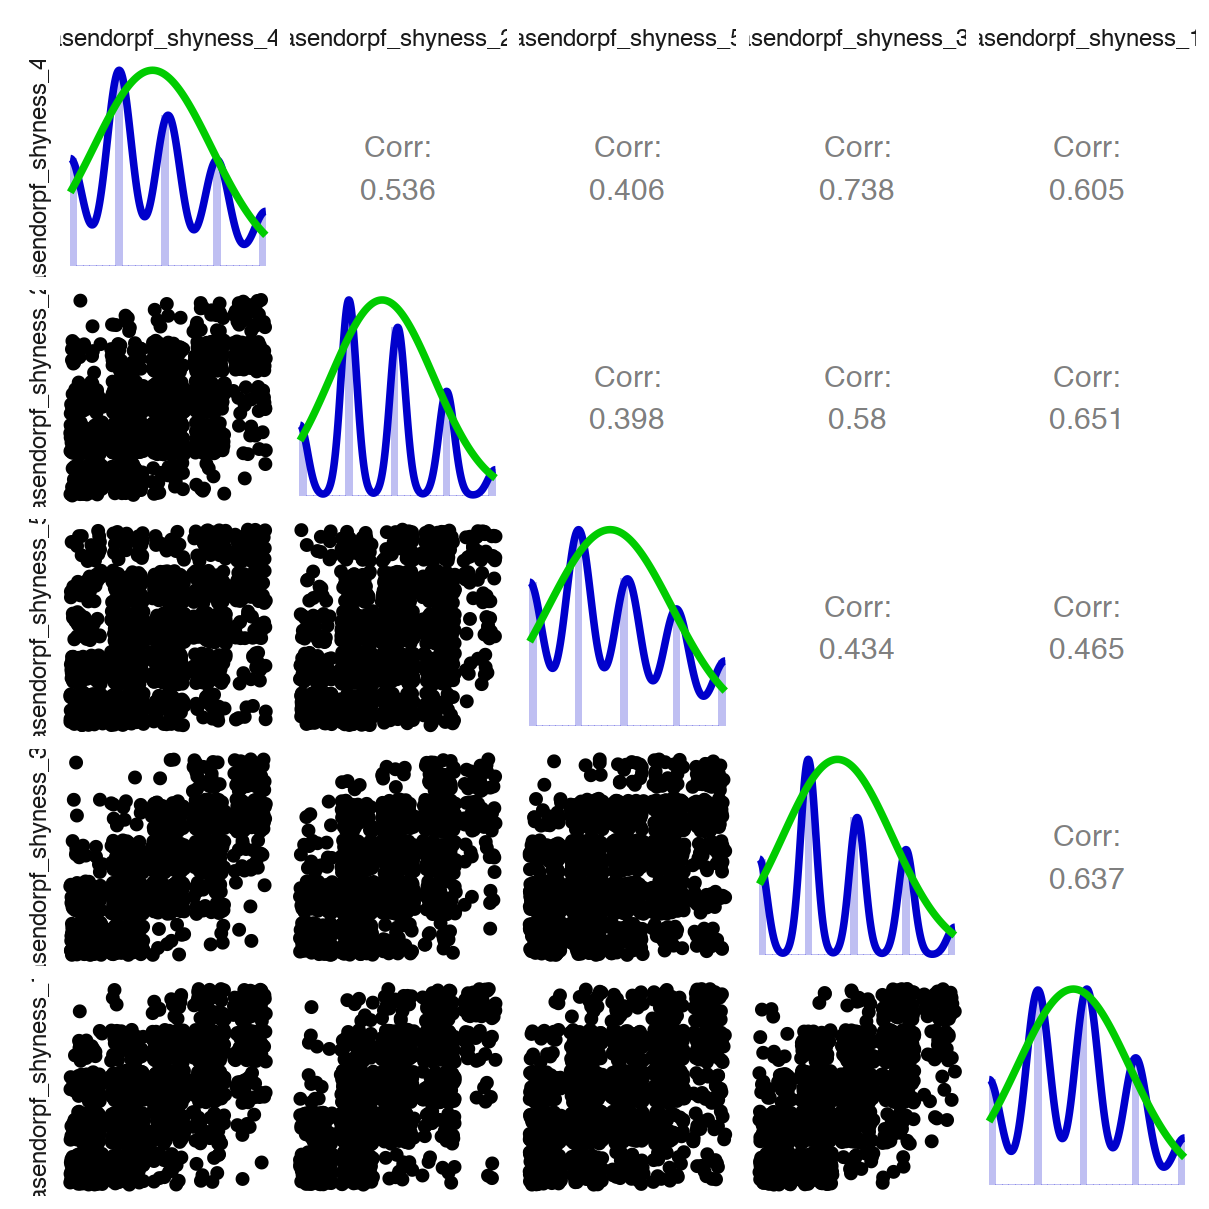 asendorpf_shyness_4
asendorpf_shyness_2
asendorpf_shyness_5
asendorpf_shyness_3
asendorpf_shyness_1
asendorpf_shyness_4
Corr:
0.536
Corr:
0.406
Corr:
0.738
Corr:
0.605
asendorpf_shyness_2
Corr:
0.398
Corr:
0.58
Corr:
0.651
asendorpf_shyness_5
Corr:
0.434
Corr:
0.465
asendorpf_shyness_3
Corr:
0.637
asendorpf_shyness_